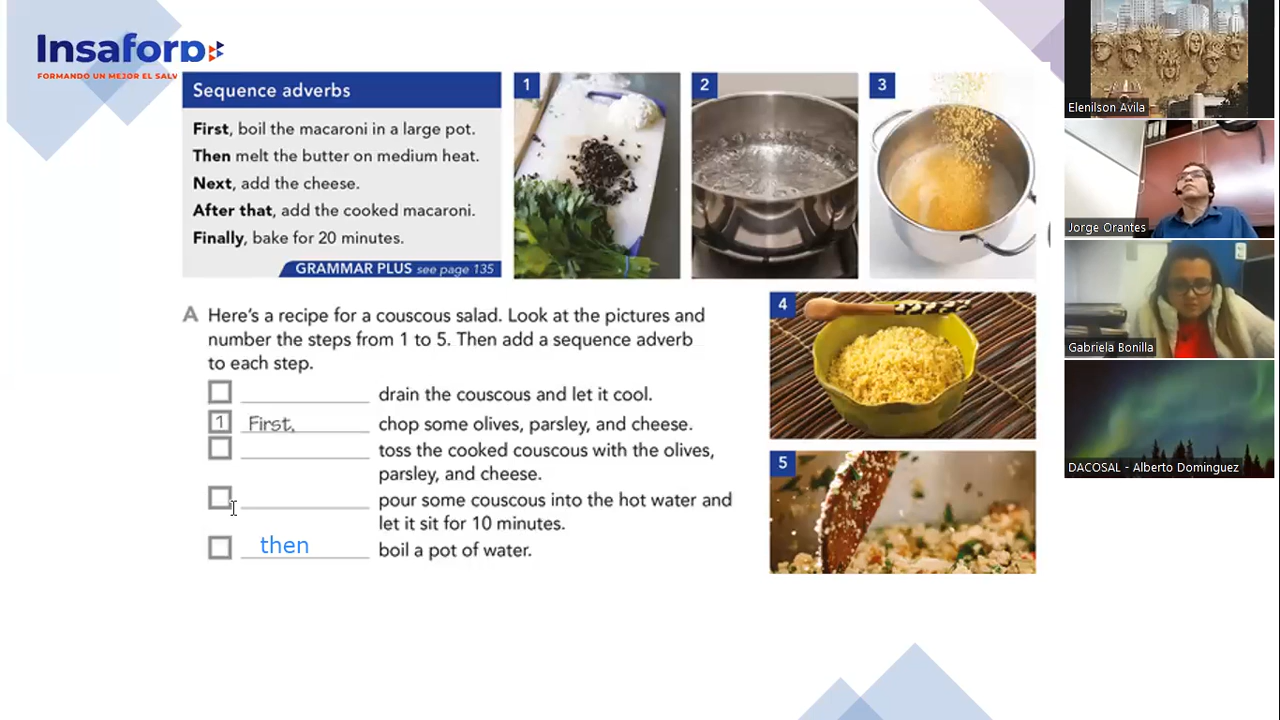 Insaforp
FORMANDO UN MEJOR EL SALV
Sequence adverbs
First, boil the macaroni in a large pot.
Then melt the butter on medium heat.
Next, add the cheese.
After that, add the cooked macaroni.
Finally, bake for 20 minutes.
GRAMMAR PLUS see page 135
1
2
3
4
5
A Here's a recipe for a couscous salad. Look at the pictures and
number the steps from 1 to 5. Then add a sequence adverb
to each step.
drain the couscous and let it cool.
1 First, chop some olives, parsley, and cheese.
toss the cooked couscous with the olives,
parsley, and cheese.
pour some couscous into the hot water and
let it sit for 10 minutes.
then boil a pot of water.
Elenilson Avila
Jorge Orantes
Gabriela Bonilla
DACOSAL - Alberto Dominguez